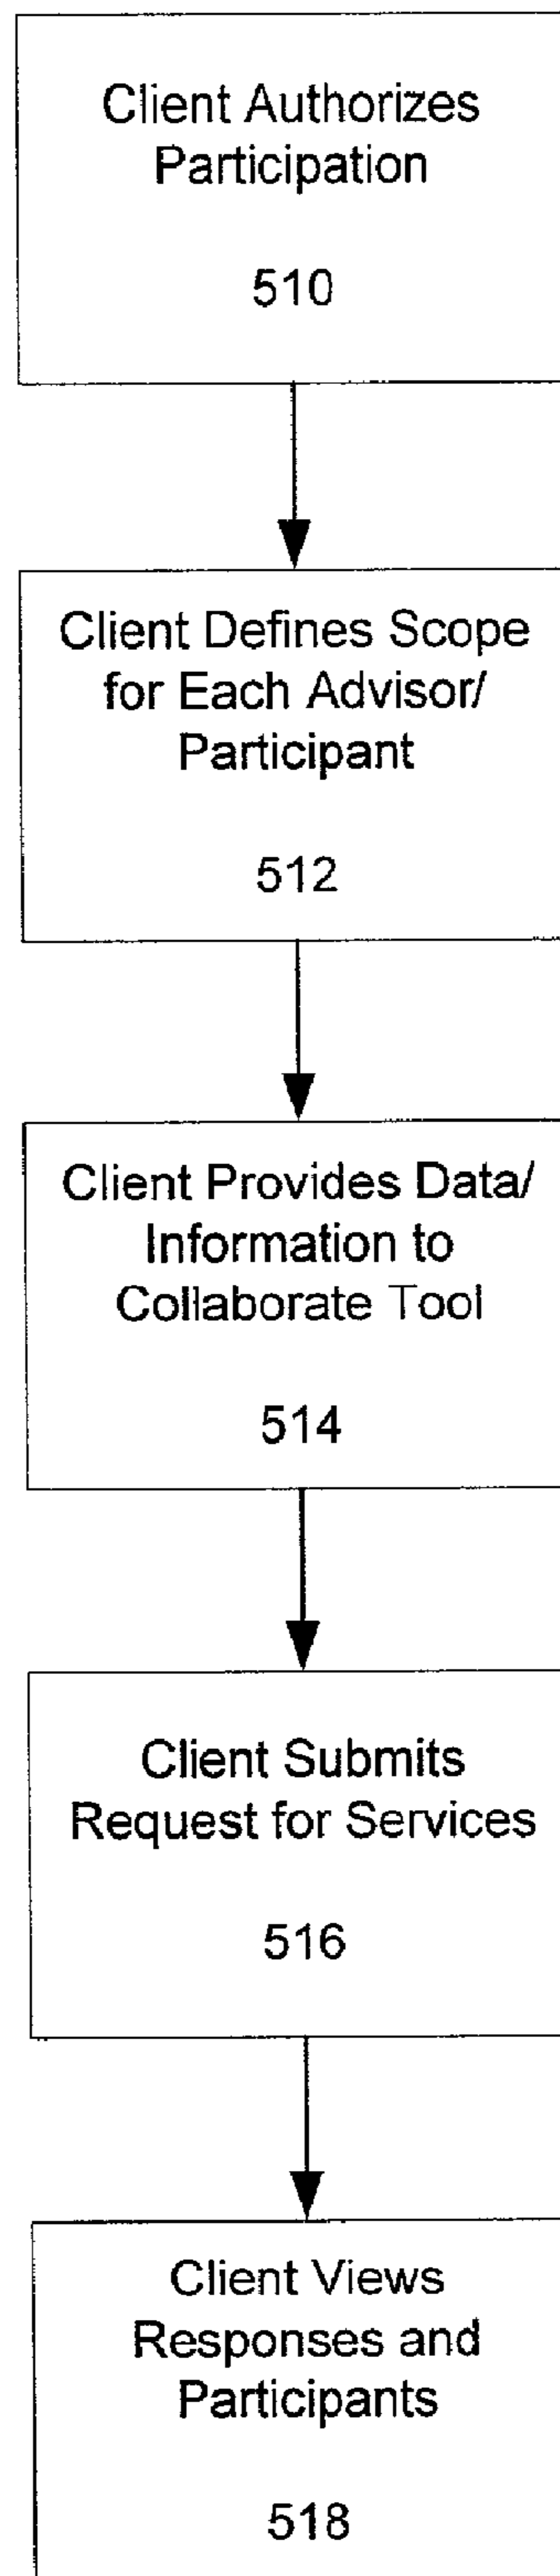 Client Authorizes
Participation
510
Client Defines Scope
for Each Advisor/
Participant
512
Client Provides Data/
Information to
Collaborate Tool
514
Client Submits
Request for Services
516
Client Views
Responses and
Participants
518